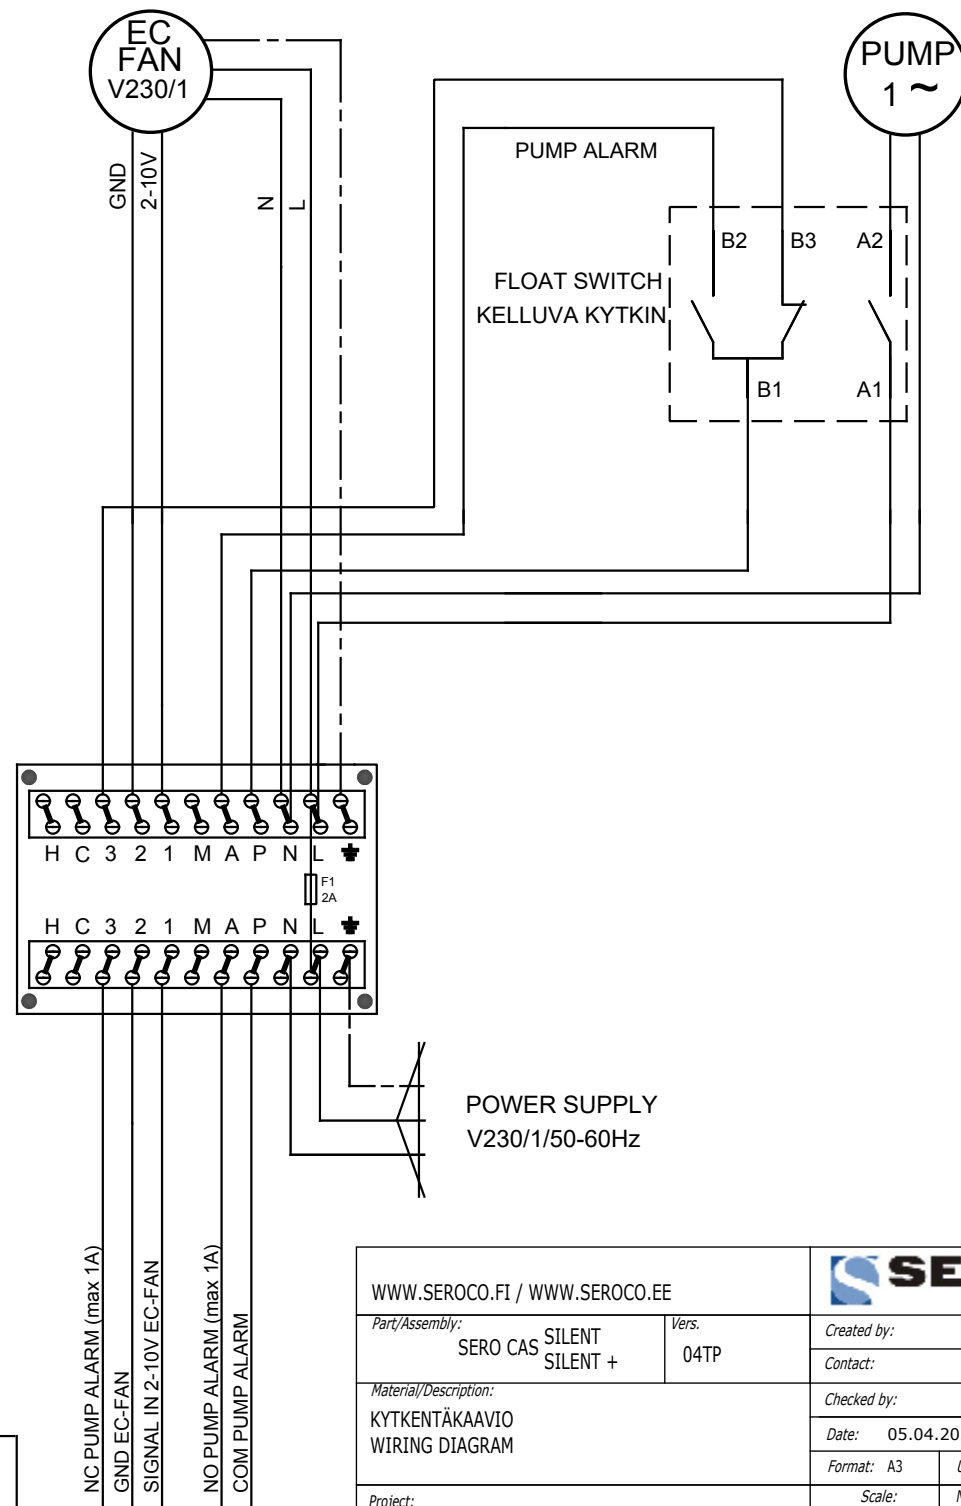 EC
FAN
V230/1
PUMP
1 ~
GND
2-10V
N
L
PUMP ALARM
B2
B3
A2
FLOAT SWITCH
KELLUVA KYTKIN
B1
A1
H C 3 2 1 M A P N L
F1
2A
H C 3 2 1 M A P N L
POWER SUPPLY
V230/1/50-60Hz
NC PUMP ALARM (max 1A)
GND EC-FAN
SIGNAL IN 2-10V EC-FAN
NO PUMP ALARM (max 1A)
COM PUMP ALARM
WWW.SEROCO.FI / WWW.SEROCO.EE
SE
Part/Assembly:
SERO CAS SILENT
SILENT +
Vers.
04TP
Created by:
Contact:
Material/Description:
KYTKENTÄKAAVIO
WIRING DIAGRAM
Checked by:
Date: 05.04.20
Format: A3
Scale:
Project: